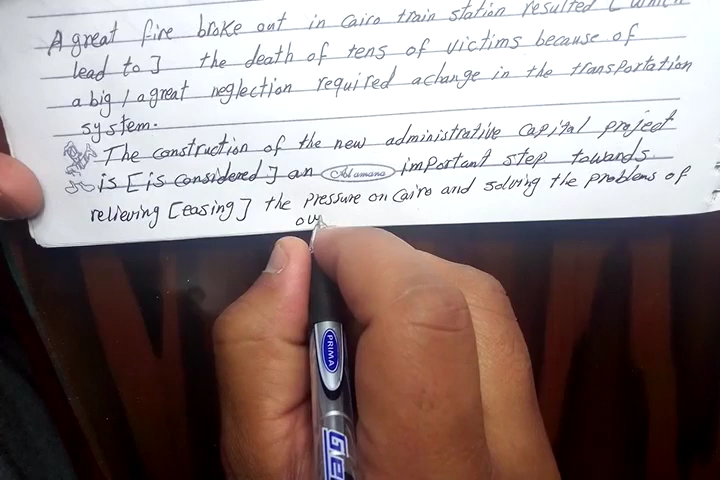 A great fire broke out in Cairo train station resulted [ which
lead to ] the death of tens of victims because of
a big / a great neglection required a change in the transportation
system.
The construction of the new administrative capital project
is [ is considered ] an important step towards
relieving [ easing ] the pressure on Cairo and solving the problems of
ov
PRIMA
Gel